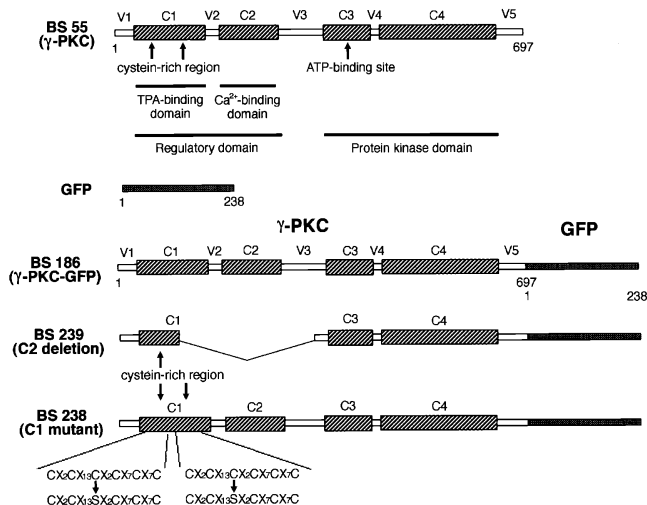 V1 C1 V2 C2 V3 C3 V4 C4 V5
BS 55
(γ-PKC)
1
697
cystein-rich region
ATP-binding site
TPA-binding
domain
Ca²⁺-binding
domain
Regulatory domain
Protein kinase domain
GFP
1
238
γ-PKC
GFP
V1 C1 V2 C2 V3 C3 V4 C4 V5
BS 186
(γ-PKC-GFP)
1
697
1
238
C1 C3 C4
BS 239
(C2 deletion)
cystein-rich region
C1 C2 C3 C4
BS 238
(C1 mutant)
CX₂CX₁₃CX₂CX₇CX₇C CX₂CX₁₃CX₂CX₇CX₇C
CX₂CX₁₃SX₂CX₇CX₇C CX₂CX₁₃SX₂CX₇CX₇C